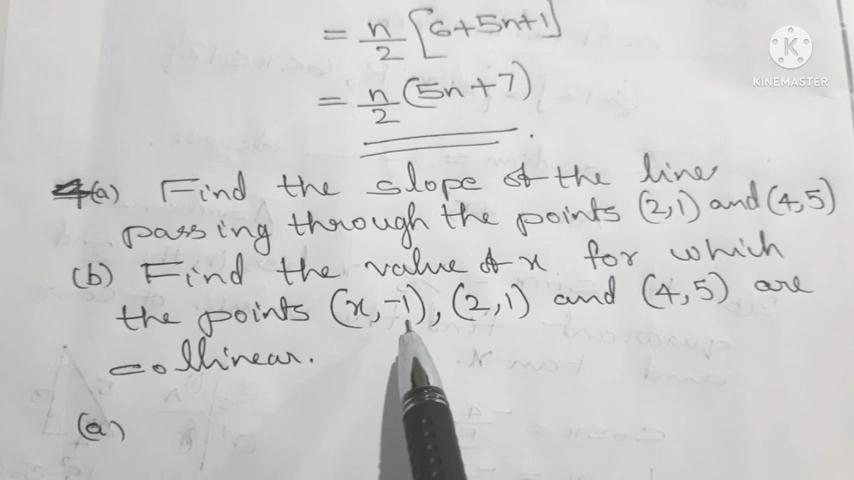 = n/2 [6+5n+1]
= n/2 (5n+7)
K
KINEMASTER
4(a) Find the slope of the line
passing through the points (2,1) and (4,5)
(b) Find the value of x for which
the points (x,-1), (2,1) and (4,5) are
collinear.
(a)